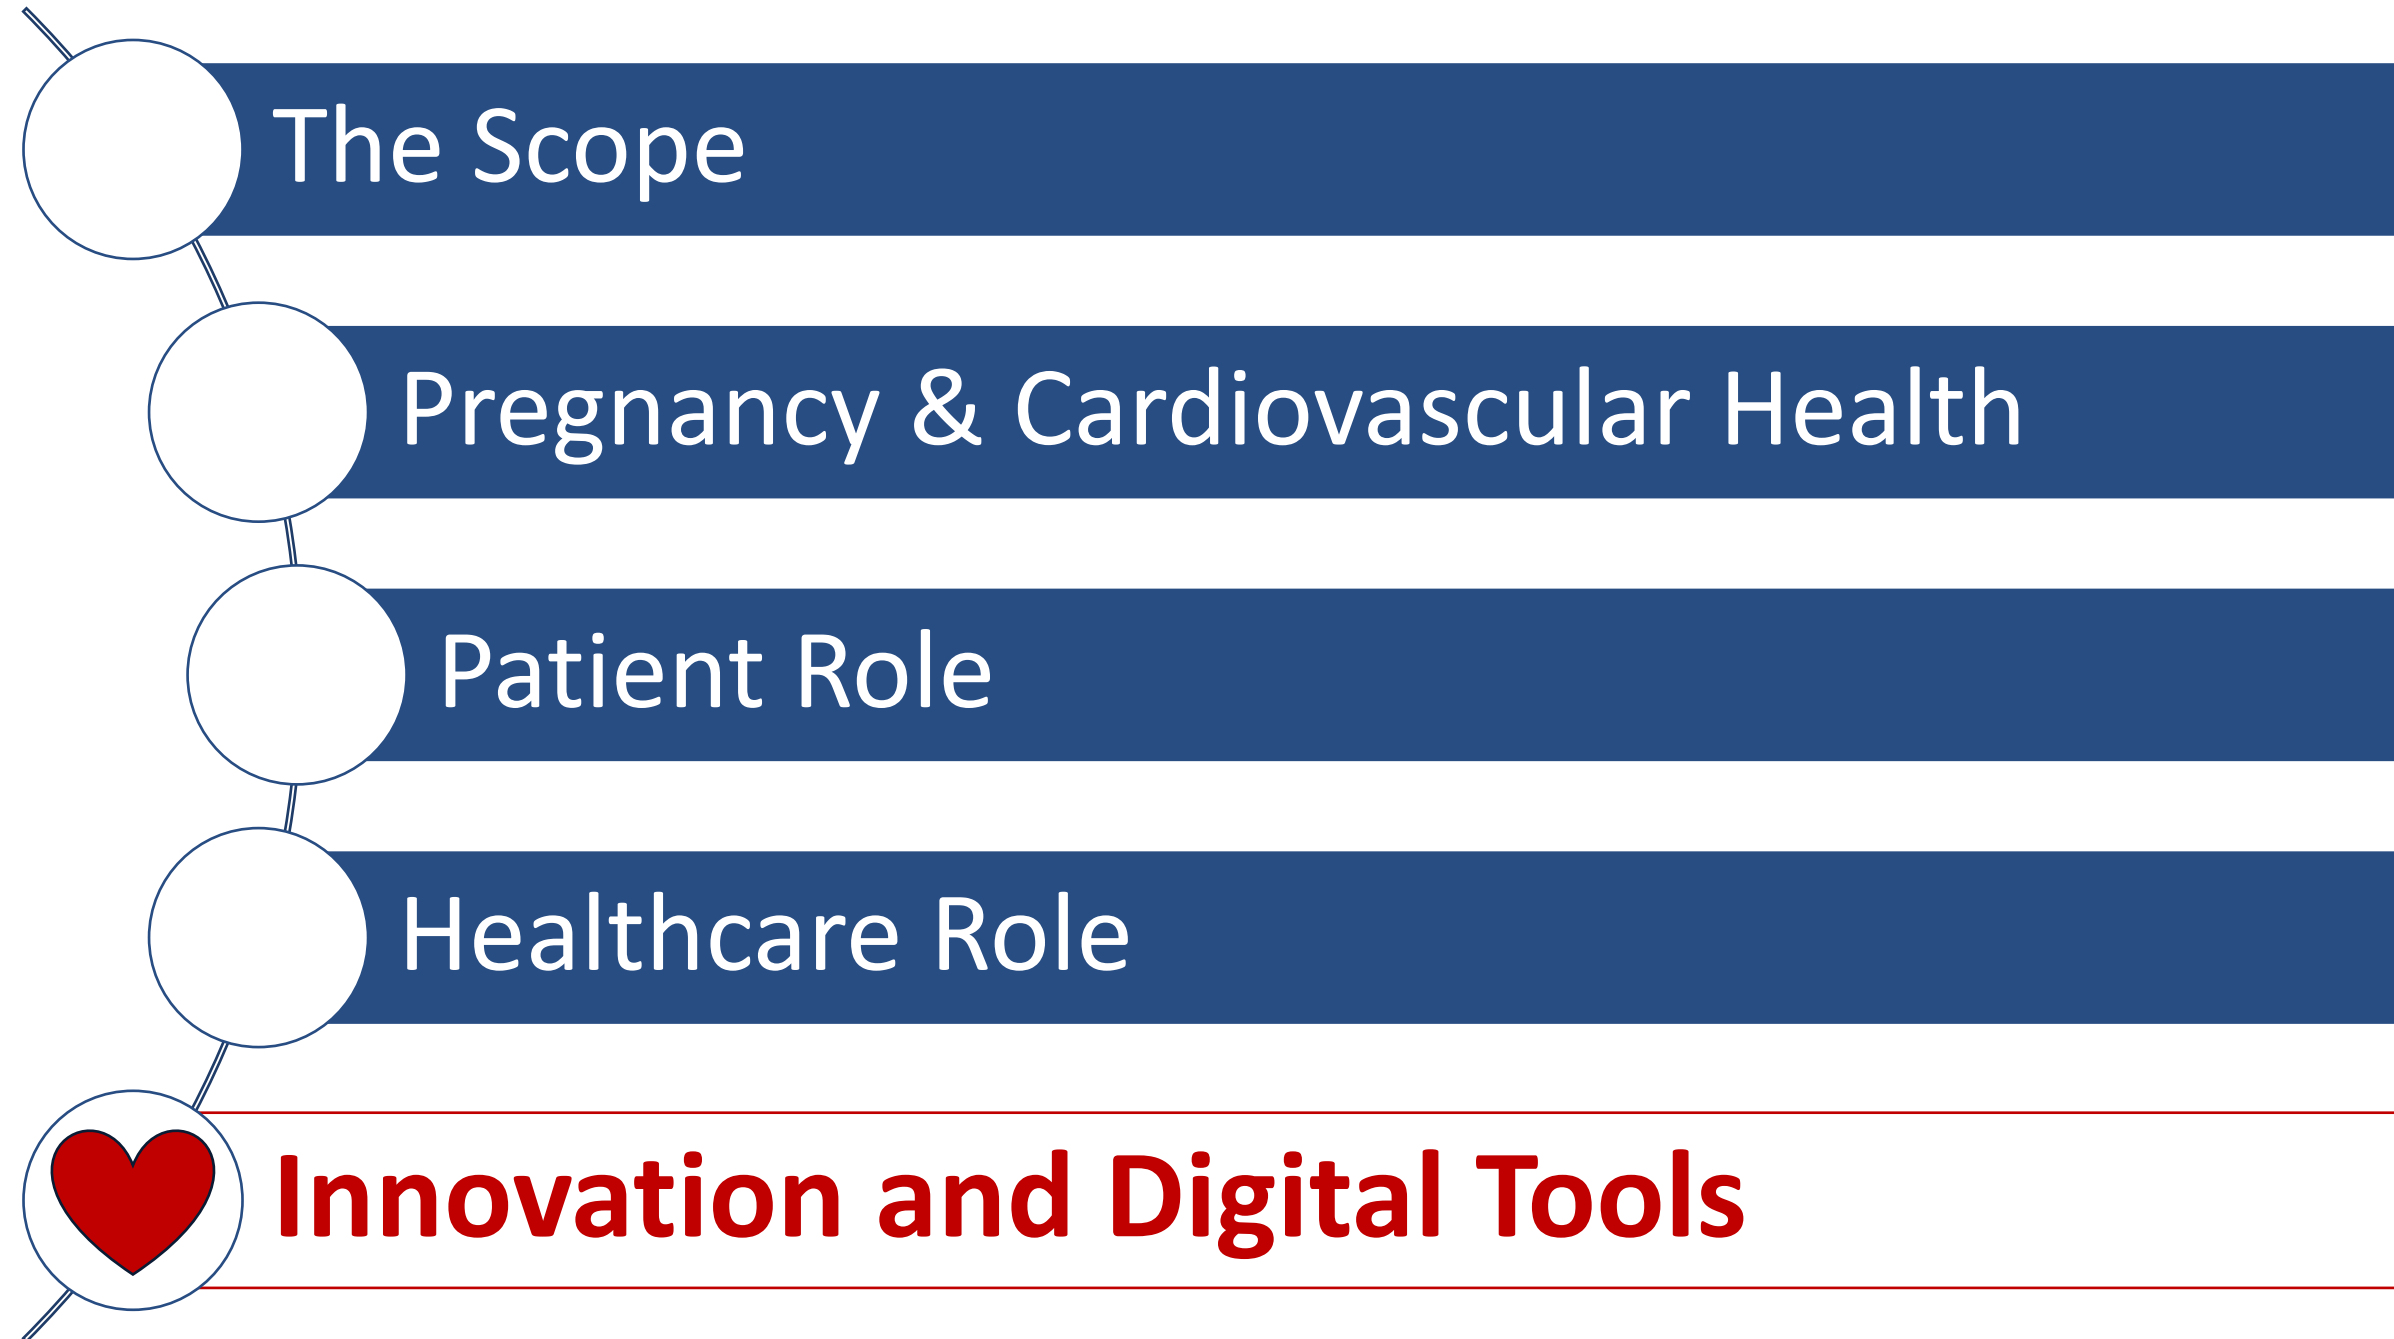 The Scope
Pregnancy & Cardiovascular Health
Patient Role
Healthcare Role
Innovation and Digital Tools